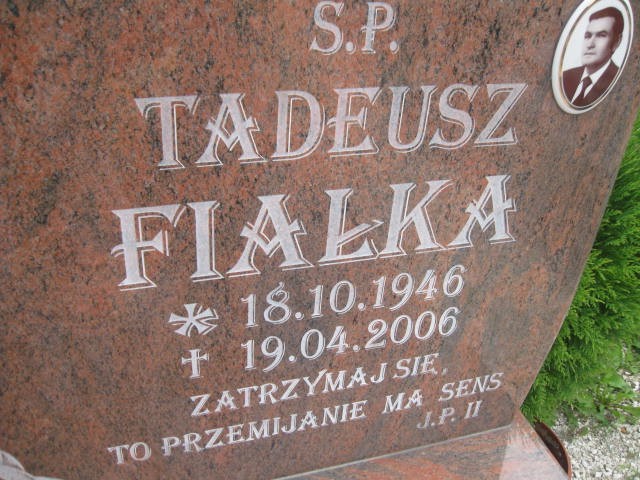 S.P.
TADEUSZ
FIAŁKA
18.10.1946
19.04.2006
ZATRZYMAJ SIĘ,
TO PRZEMIJANIE MA SENS
J.P. II